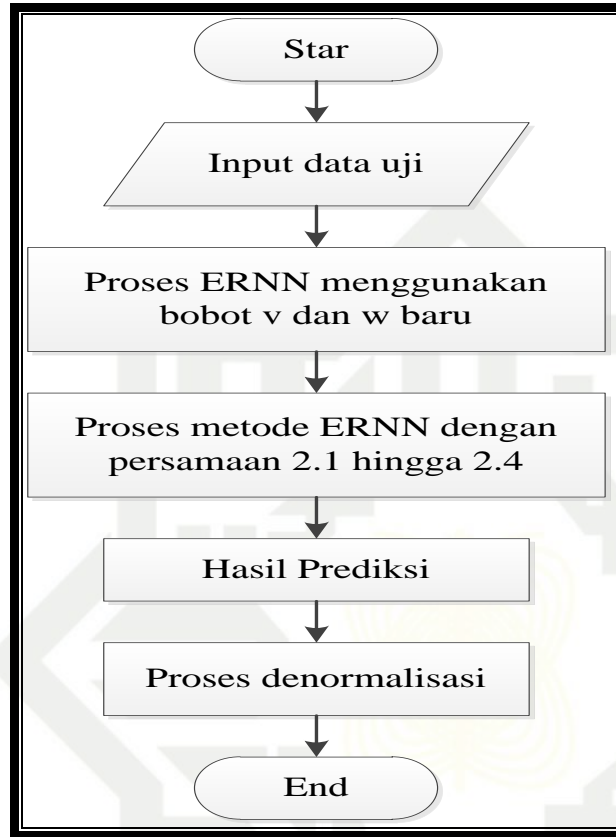 Star
Input data uji
Proses ERNN menggunakan
bobot v dan w baru
Proses metode ERNN dengan
persamaan 2.1 hingga 2.4
Hasil Prediksi
Proses denormalisasi
End